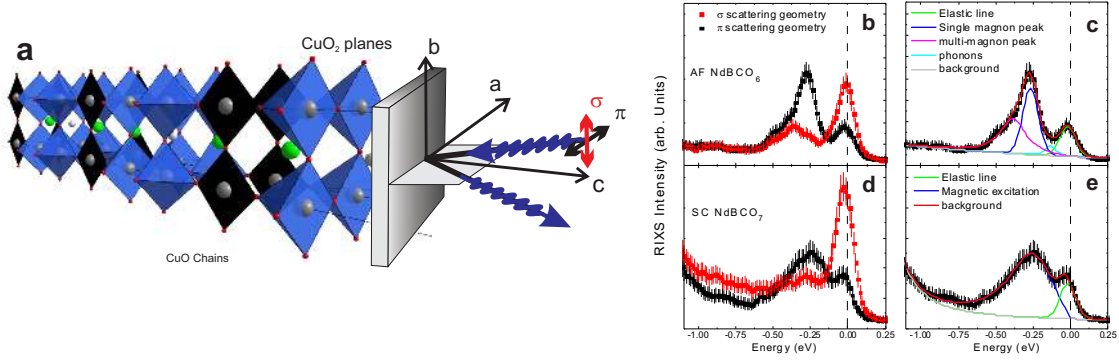 a
CuO2 planes
b
a
σ
π
c
CuO Chains
RIXS Intensity (arb. Units)
b
σ scattering geometry
π scattering geometry
AF NdBCO6
c
Elastic line
Single magnon peak
multi-magnon peak
phonons
background
d
SC NdBCO7
-1.00 -0.75 -0.50 -0.25 0.00
Energy (eV)
e
Elastic line
Magnetic excitation
background
-1.00 -0.75 -0.50 -0.25 0.00 0.25
Energy (eV)